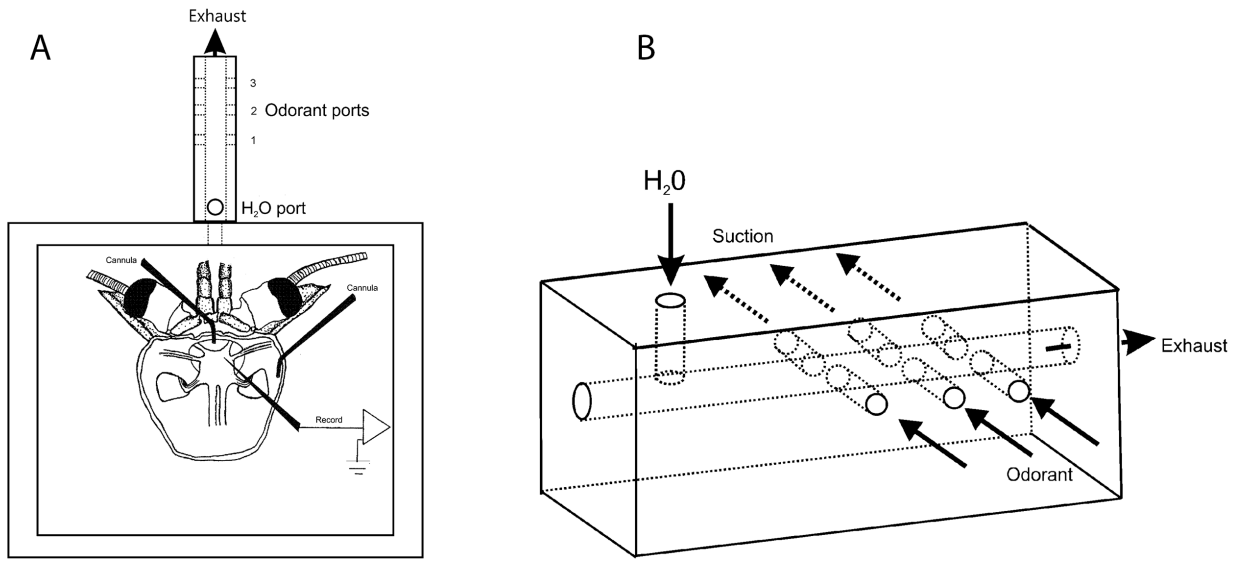 A
Exhaust
3
2 Odorant ports
1
H₂O port
Cannula
Cannula
Record
B
H₂0
Suction
Exhaust
Odorant